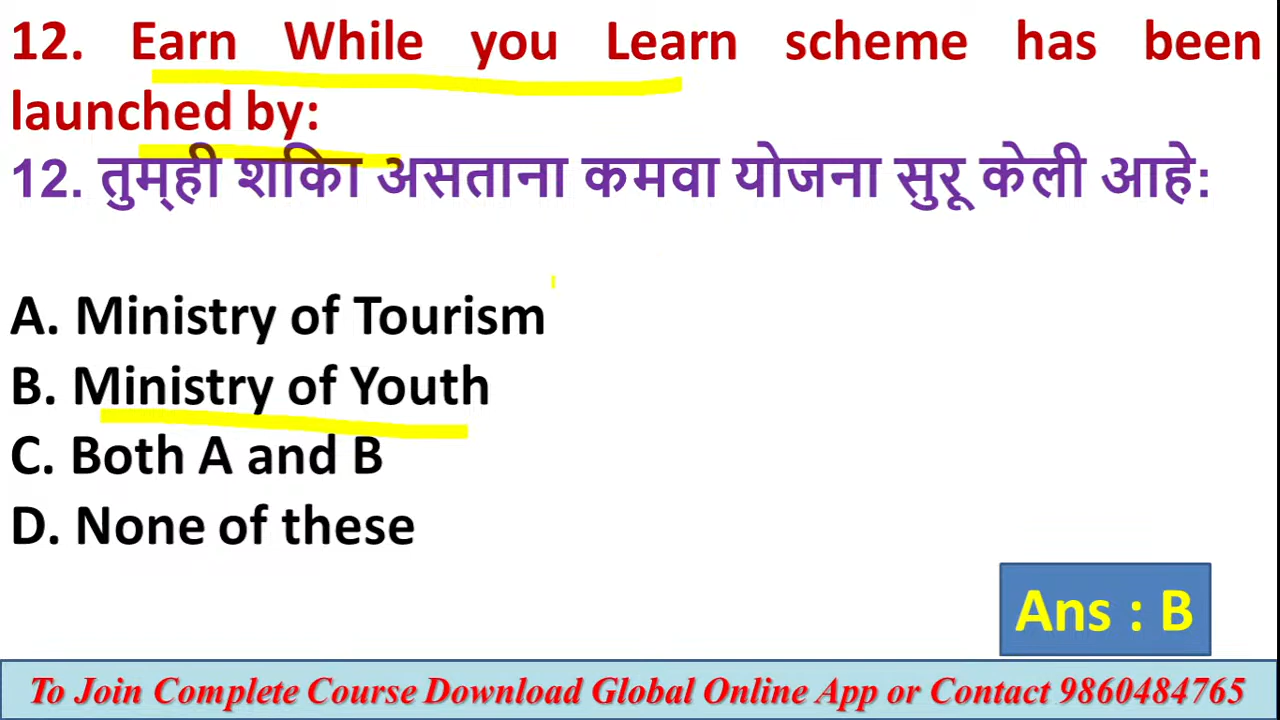 12. Earn While you Learn scheme has been
launched by:
12. तुम्ही शकिा असताना कमवा योजना सुरू केली आहे:
A. Ministry of Tourism
B. Ministry of Youth
C. Both A and B
D. None of these
Ans : B
To Join Complete Course Download Global Online App or Contact 9860484765